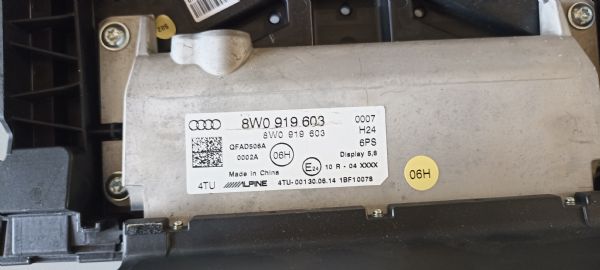 8W0 919 603
0007
8W0 919 603
H24
QFAD506A
6PS
0002A
06H
Display 5,8
E24
10 R - 04 XXXX
Made in China
4TU
ALPINE
4TU-00130.06.14 1BF10078
06H